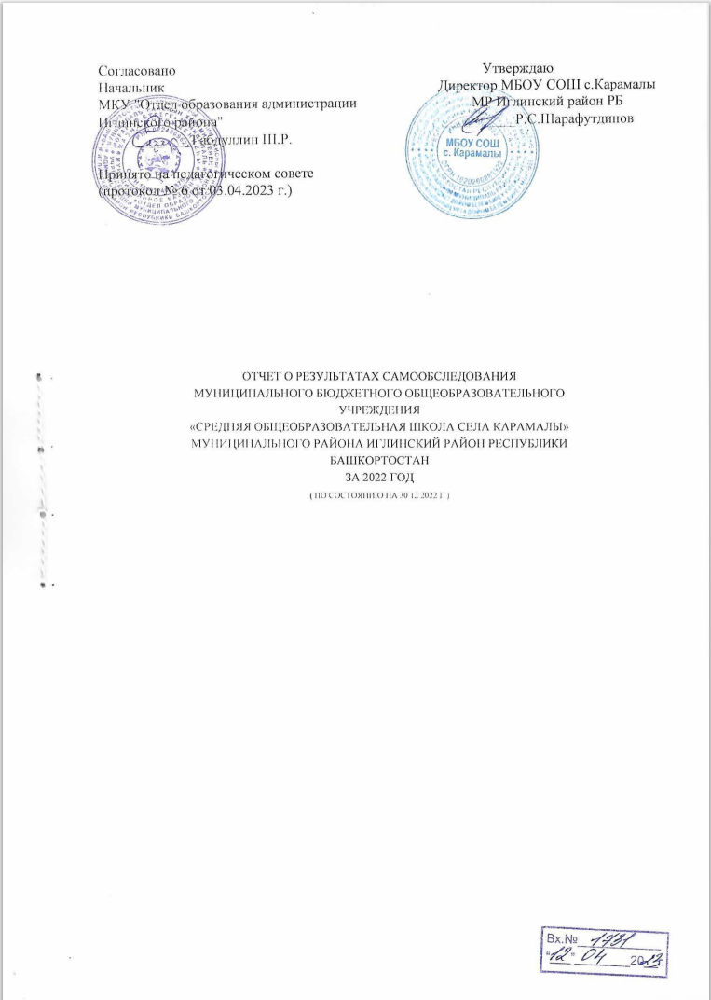 Согласовано
Начальник
МКУ "Отдел образования администрации
Иглинского района"
Габдуллин Ш.Р.
Принято на педагогическом совете
(протокол № 6 от 03.04.2023 г.)
Утверждаю
Директор МБОУ СОШ с.Карамалы
МР Иглинский район РБ
Р.С.Шарафутдинов
МБОУ СОШ
с. Карамалы
ОТЧЕТ О РЕЗУЛЬТАТАХ САМООБСЛЕДОВАНИЯ
МУНИЦИПАЛЬНОГО БЮДЖЕТНОГО ОБЩЕОБРАЗОВАТЕЛЬНОГО
УЧРЕЖДЕНИЯ
«СРЕДНЯЯ ОБЩЕОБРАЗОВАТЕЛЬНАЯ ШКОЛА СЕЛА КАРАМАЛЫ»
МУНИЦИПАЛЬНОГО РАЙОНА ИГЛИНСКИЙ РАЙОН РЕСПУБЛИКИ
БАШКОРТОСТАН
ЗА 2022 ГОД
( ПО СОСТОЯНИЮ НА 30 12 2022 Г )
Вх.№ 1731
"12" 04 2023г.